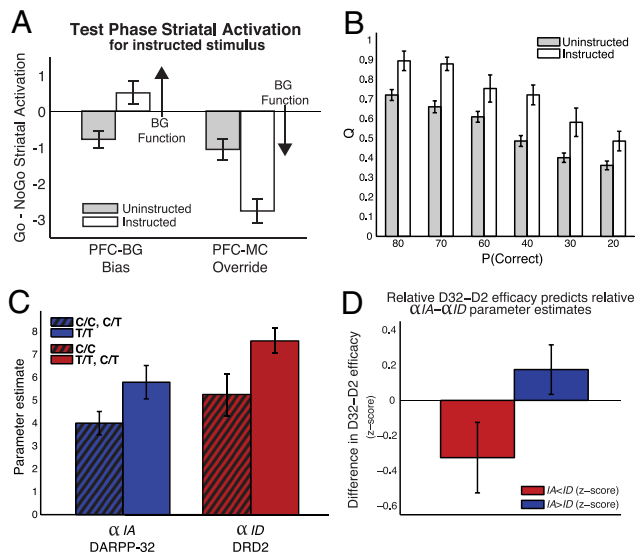 A
Test Phase Striatal Activation
for instructed stimulus
Go - NoGo Striatal Activation
1
0
-1
-2
-3
BG
Function
BG
Function
Uninstructed
Instructed
PFC-BG
Bias
PFC-MC
Override
B
Q
1
0.9
0.8
0.7
0.6
0.5
0.4
0.3
0.2
0.1
0
Uninstructed
Instructed
80
70
60
40
30
20
P(Correct)
C
Parameter estimate
8
7
6
5
4
3
2
1
0
C/C, C/T
T/T
C/C
T/T, C/T
α IA
DARPP-32
α ID
DRD2
D
Relative D32-D2 efficacy predicts relative
αIA-αID parameter estimates
Difference in D32-D2 efficacy
(z-score)
0.4
0.2
0
-0.2
-0.4
-0.6
IA<ID (z-score)
IA>ID (z-score)